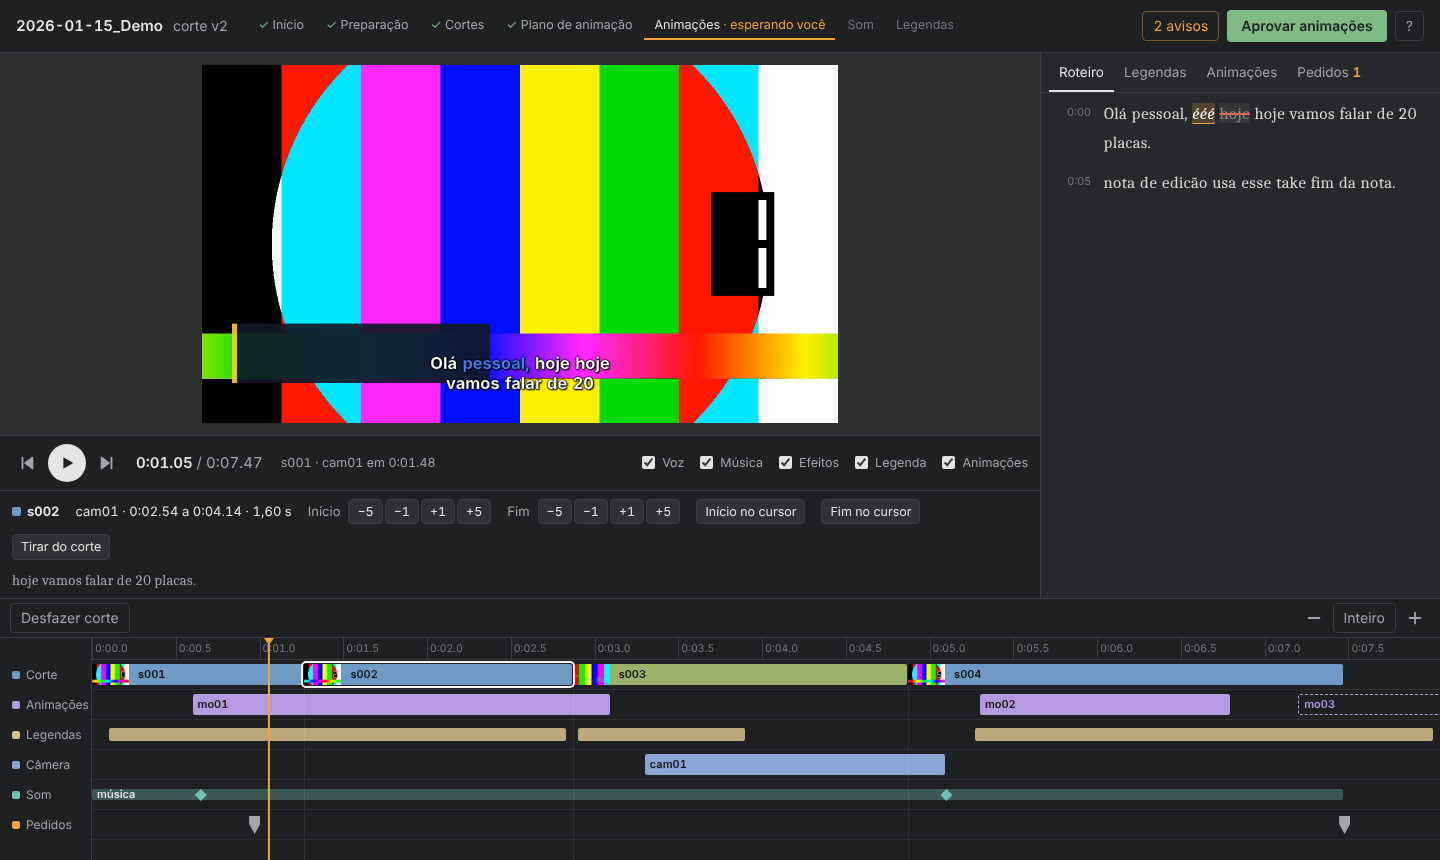 2026-01-15_Demo corte v2 ✓ Início ✓ Preparação ✓ Cortes ✓ Plano de animação Animações · esperando você Som Legendas 2 avisos Aprovar animações ?
Roteiro Legendas Animações Pedidos 1
0:00 Olá pessoal, ééé hoje hoje vamos falar de 20
placas.
0:05 nota de edicão usa esse take fim da nota.
Olá pessoal, hoje hoje
vamos falar de 20
0:01.05 / 0:07.47 s001 · cam01 em 0:01.48 Voz Música Efeitos Legenda Animações
s002 cam01 · 0:02.54 a 0:04.14 · 1,60 s Início −5 −1 +1 +5 Fim −5 −1 +1 +5 Início no cursor Fim no cursor
Tirar do corte
hoje vamos falar de 20 placas.
Desfazer corte − Inteiro +
0:00.0 0:00.5 0:01.0 0:01.5 0:02.0 0:02.5 0:03.0 0:03.5 0:04.0 0:04.5 0:05.0 0:05.5 0:06.0 0:06.5 0:07.0 0:07.5
Corte s001 s002 s003 s004
Animações mo01 mo02 mo03
Legendas
Câmera cam01
Som música
Pedidos